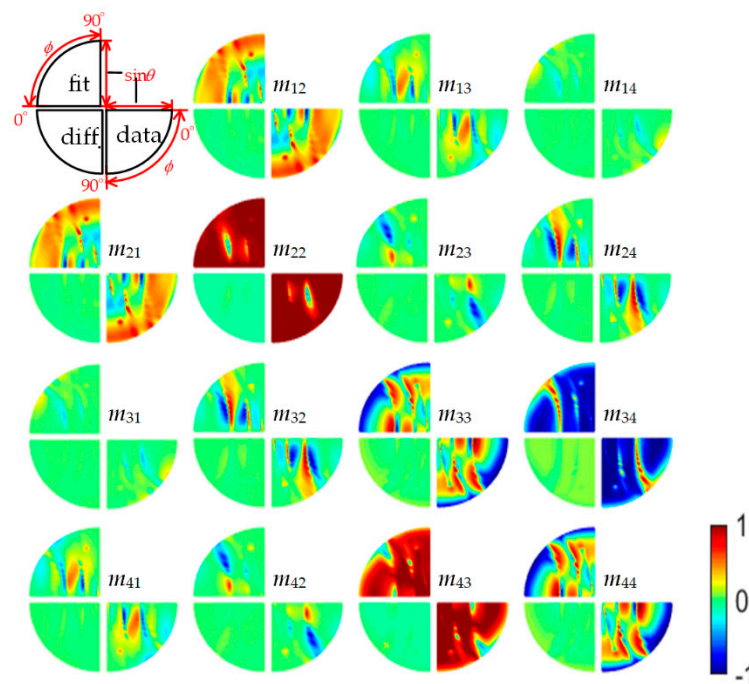 90°
ϕ
fit
sinθ
0°
diff.
data
0°
90°
ϕ
m12
m13
m14
m21
m22
m23
m24
m31
m32
m33
m34
m41
m42
m43
m44
1
0
-1